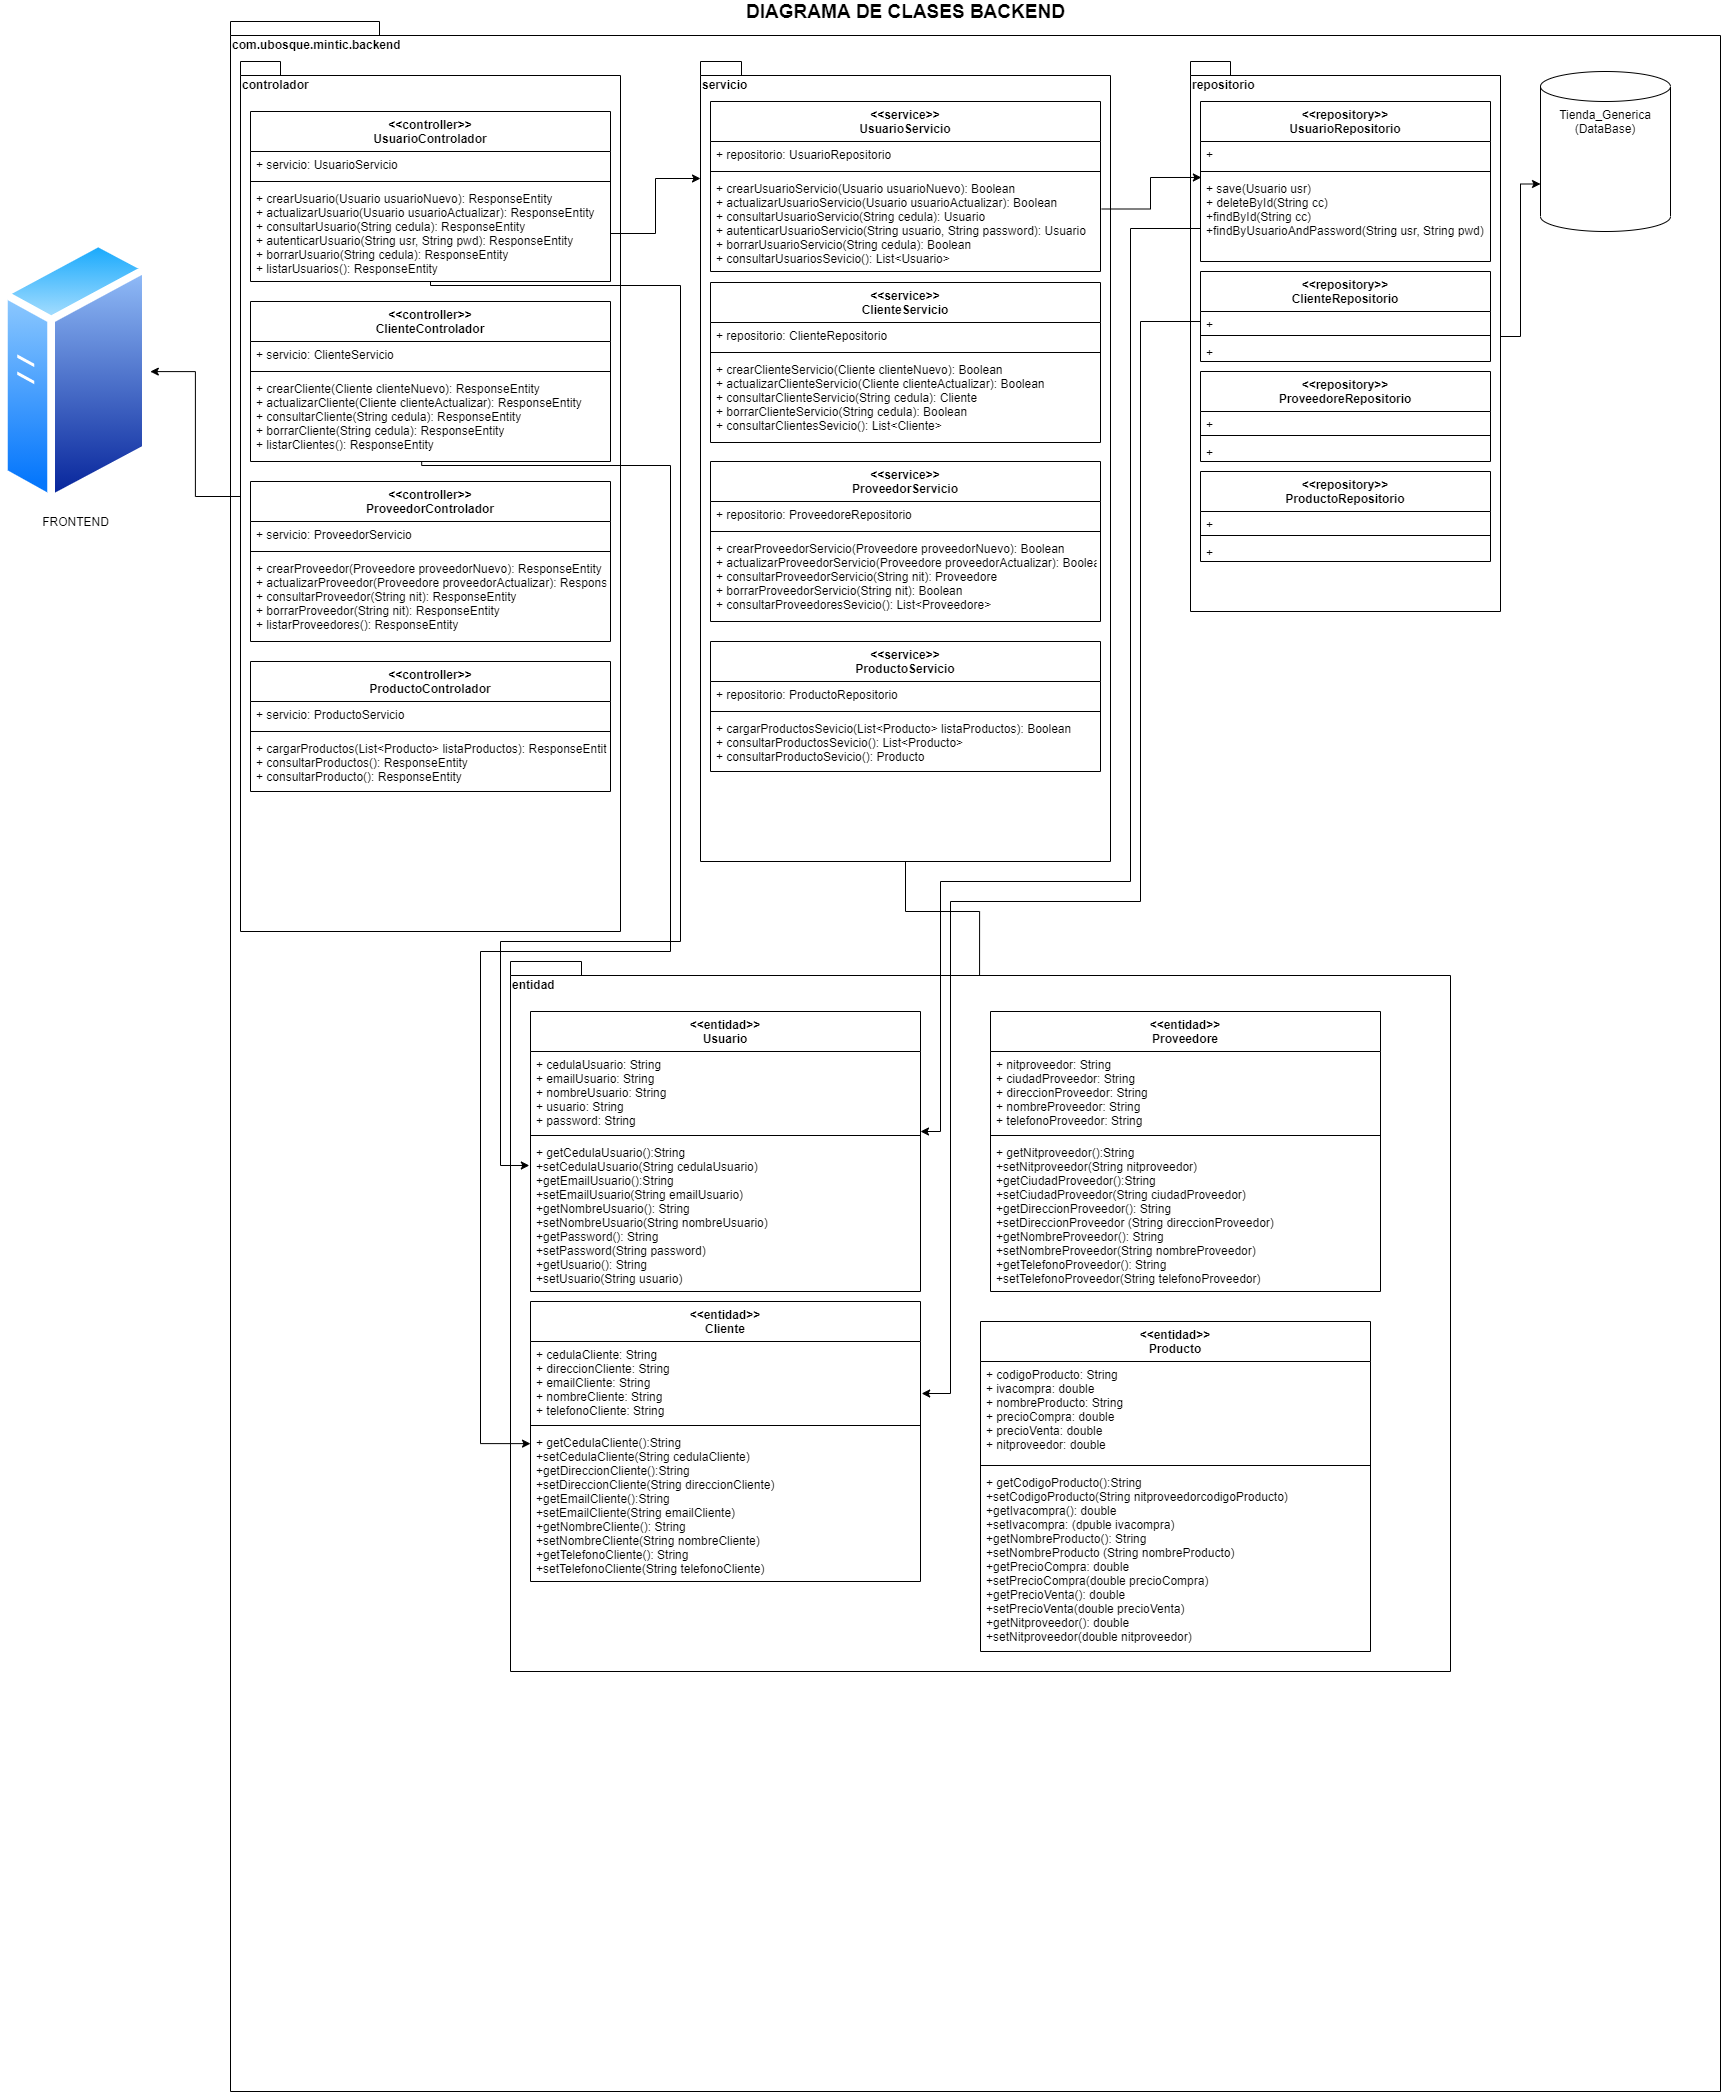 DIAGRAMA DE CLASES BACKEND
com.ubosque.mintic.backend
controlador
<<controller>>
UsuarioControlador
+ servicio: UsuarioServicio
+ crearUsuario(Usuario usuarioNuevo): ResponseEntity
+ actualizarUsuario(Usuario usuarioActualizar): ResponseEntity
+ consultarUsuario(String cedula): ResponseEntity
+ autenticarUsuario(String usr, String pwd): ResponseEntity
+ borrarUsuario(String cedula): ResponseEntity
+ listarUsuarios(): ResponseEntity
<<controller>>
ClienteControlador
+ servicio: ClienteServicio
+ crearCliente(Cliente clienteNuevo): ResponseEntity
+ actualizarCliente(Cliente clienteActualizar): ResponseEntity
+ consultarCliente(String cedula): ResponseEntity
+ borrarCliente(String cedula): ResponseEntity
+ listarClientes(): ResponseEntity
<<controller>>
ProveedorControlador
+ servicio: ProveedorServicio
+ crearProveedor(Proveedore proveedorNuevo): ResponseEntity
+ actualizarProveedor(Proveedore proveedorActualizar): Respons
+ consultarProveedor(String nit): ResponseEntity
+ borrarProveedor(String nit): ResponseEntity
+ listarProveedores(): ResponseEntity
<<controller>>
ProductoControlador
+ servicio: ProductoServicio
+ cargarProductos(List<Producto> listaProductos): ResponseEntit
+ consultarProductos(): ResponseEntity
+ consultarProducto(): ResponseEntity
FRONTEND
servicio
<<service>>
UsuarioServicio
+ repositorio: UsuarioRepositorio
+ crearUsuarioServicio(Usuario usuarioNuevo): Boolean
+ actualizarUsuarioServicio(Usuario usuarioActualizar): Boolean
+ consultarUsuarioServicio(String cedula): Usuario
+ autenticarUsuarioServicio(String usuario, String password): Usuario
+ borrarUsuarioServicio(String cedula): Boolean
+ consultarUsuariosSevicio(): List<Usuario>
<<service>>
ClienteServicio
+ repositorio: ClienteRepositorio
+ crearClienteServicio(Cliente clienteNuevo): Boolean
+ actualizarClienteServicio(Cliente clienteActualizar): Boolean
+ consultarClienteServicio(String cedula): Cliente
+ borrarClienteServicio(String cedula): Boolean
+ consultarClientesSevicio(): List<Cliente>
<<service>>
ProveedorServicio
+ repositorio: ProveedoreRepositorio
+ crearProveedorServicio(Proveedore proveedorNuevo): Boolean
+ actualizarProveedorServicio(Proveedore proveedorActualizar): Boolea
+ consultarProveedorServicio(String nit): Proveedore
+ borrarProveedorServicio(String nit): Boolean
+ consultarProveedoresSevicio(): List<Proveedore>
<<service>>
ProductoServicio
+ repositorio: ProductoRepositorio
+ cargarProductosSevicio(List<Producto> listaProductos): Boolean
+ consultarProductosSevicio(): List<Producto>
+ consultarProductoSevicio(): Producto
repositorio
<<repository>>
UsuarioRepositorio
+
+ save(Usuario usr)
+ deleteById(String cc)
+findById(String cc)
+findByUsuarioAndPassword(String usr, String pwd)
<<repository>>
ClienteRepositorio
+
+
<<repository>>
ProveedoreRepositorio
+
+
<<repository>>
ProductoRepositorio
+
+
Tienda_Generica
(DataBase)
entidad
<<entidad>>
Usuario
+ cedulaUsuario: String
+ emailUsuario: String
+ nombreUsuario: String
+ usuario: String
+ password: String
+ getCedulaUsuario():String
+setCedulaUsuario(String cedulaUsuario)
+getEmailUsuario():String
+setEmailUsuario(String emailUsuario)
+getNombreUsuario(): String
+setNombreUsuario(String nombreUsuario)
+getPassword(): String
+setPassword(String password)
+getUsuario(): String
+setUsuario(String usuario)
<<entidad>>
Cliente
+ cedulaCliente: String
+ direccionCliente: String
+ emailCliente: String
+ nombreCliente: String
+ telefonoCliente: String
+ getCedulaCliente():String
+setCedulaCliente(String cedulaCliente)
+getDireccionCliente():String
+setDireccionCliente(String direccionCliente)
+getEmailCliente():String
+setEmailCliente(String emailCliente)
+getNombreCliente(): String
+setNombreCliente(String nombreCliente)
+getTelefonoCliente(): String
+setTelefonoCliente(String telefonoCliente)
<<entidad>>
Proveedore
+ nitproveedor: String
+ ciudadProveedor: String
+ direccionProveedor: String
+ nombreProveedor: String
+ telefonoProveedor: String
+ getNitproveedor():String
+setNitproveedor(String nitproveedor)
+getCiudadProveedor():String
+setCiudadProveedor(String ciudadProveedor)
+getDireccionProveedor(): String
+setDireccionProveedor (String direccionProveedor)
+getNombreProveedor(): String
+setNombreProveedor(String nombreProveedor)
+getTelefonoProveedor(): String
+setTelefonoProveedor(String telefonoProveedor)
<<entidad>>
Producto
+ codigoProducto: String
+ ivacompra: double
+ nombreProducto: String
+ precioCompra: double
+ precioVenta: double
+ nitproveedor: double
+ getCodigoProducto():String
+setCodigoProducto(String nitproveedorcodigoProducto)
+getIvacompra(): double
+setIvacompra: (dpuble ivacompra)
+getNombreProducto(): String
+setNombreProducto (String nombreProducto)
+getPrecioCompra: double
+setPrecioCompra(double precioCompra)
+getPrecioVenta(): double
+setPrecioVenta(double precioVenta)
+getNitproveedor(): double
+setNitproveedor(double nitproveedor)